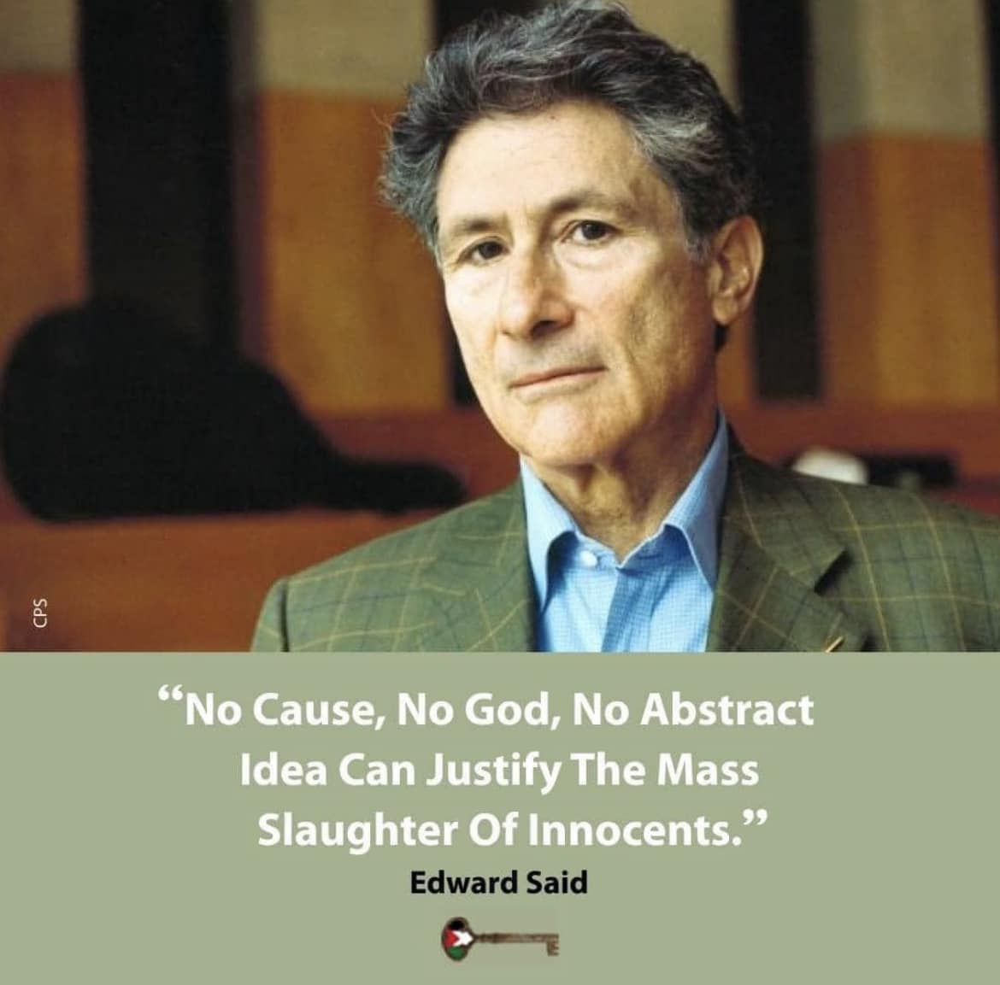 CPS
“No Cause, No God, No Abstract
Idea Can Justify The Mass
Slaughter Of Innocents.”
Edward Said